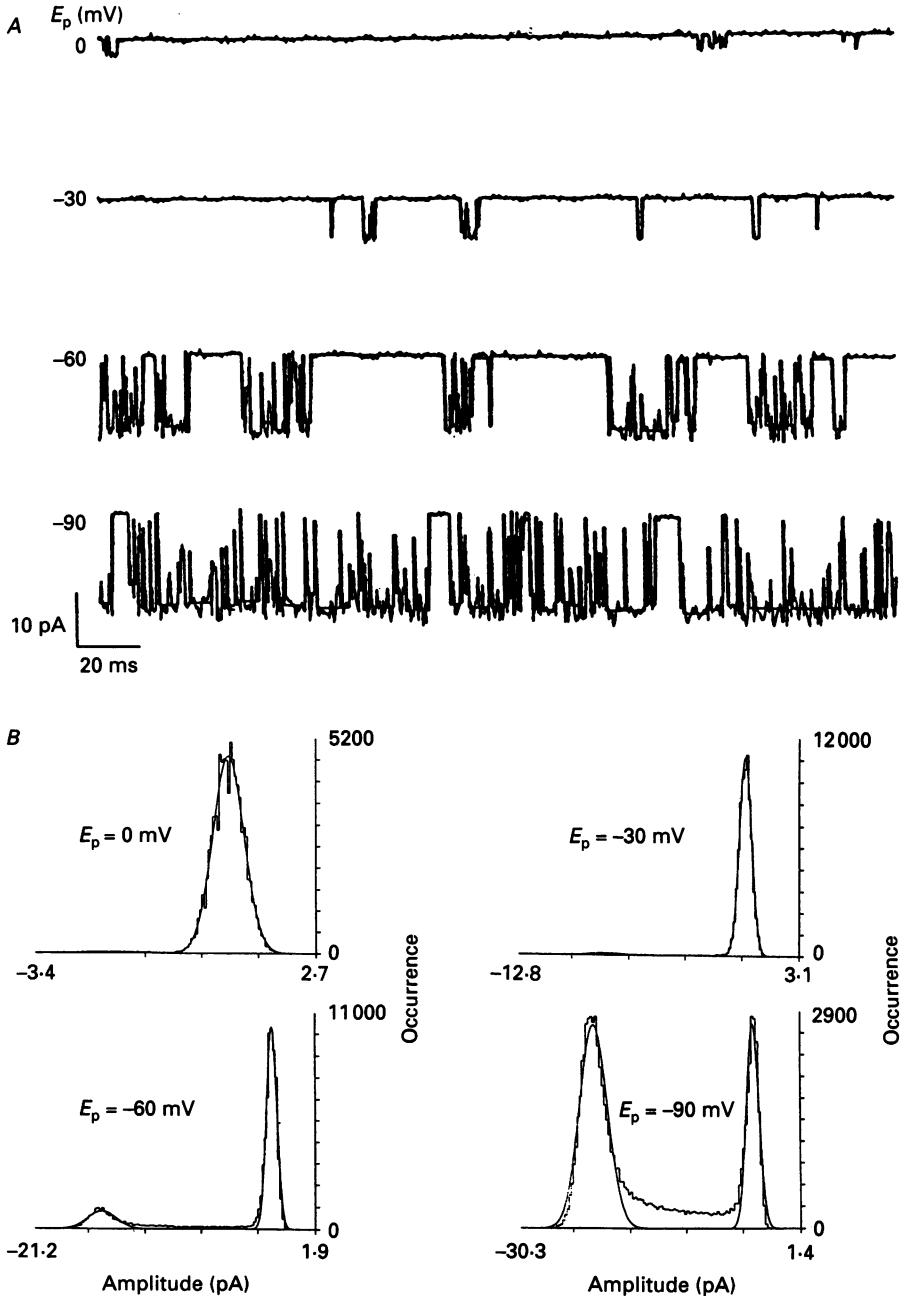 A
Ep (mV)
0
–30
–60
–90
10 pA
20 ms
B
5200
Ep = 0 mV
0
–3·4
2·7
Occurrence
12000
Ep = –30 mV
0
–12·8
3·1
11000
Ep = –60 mV
0
–21·2
1·9
Amplitude (pA)
Occurrence
2900
Ep = –90 mV
0
–30·3
1·4
Amplitude (pA)